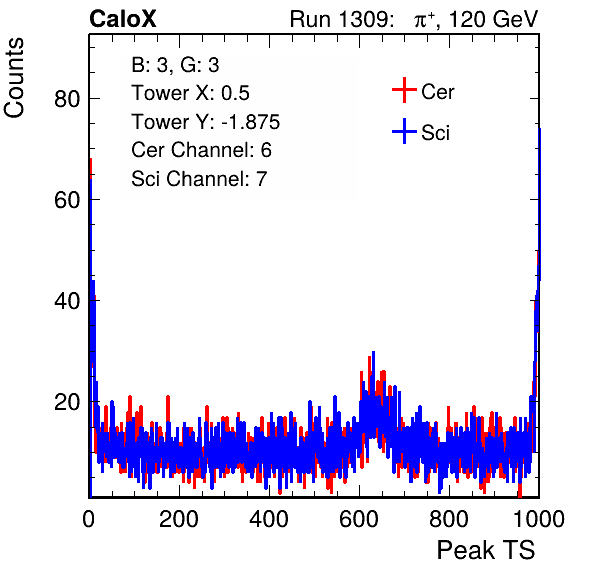 CaloX Run 1309: π⁺, 120 GeV
B: 3, G: 3
Tower X: 0.5
Tower Y: -1.875
Cer Channel: 6
Sci Channel: 7
Cer
Sci
Counts
80
60
40
20
0 200 400 600 800 1000
Peak TS